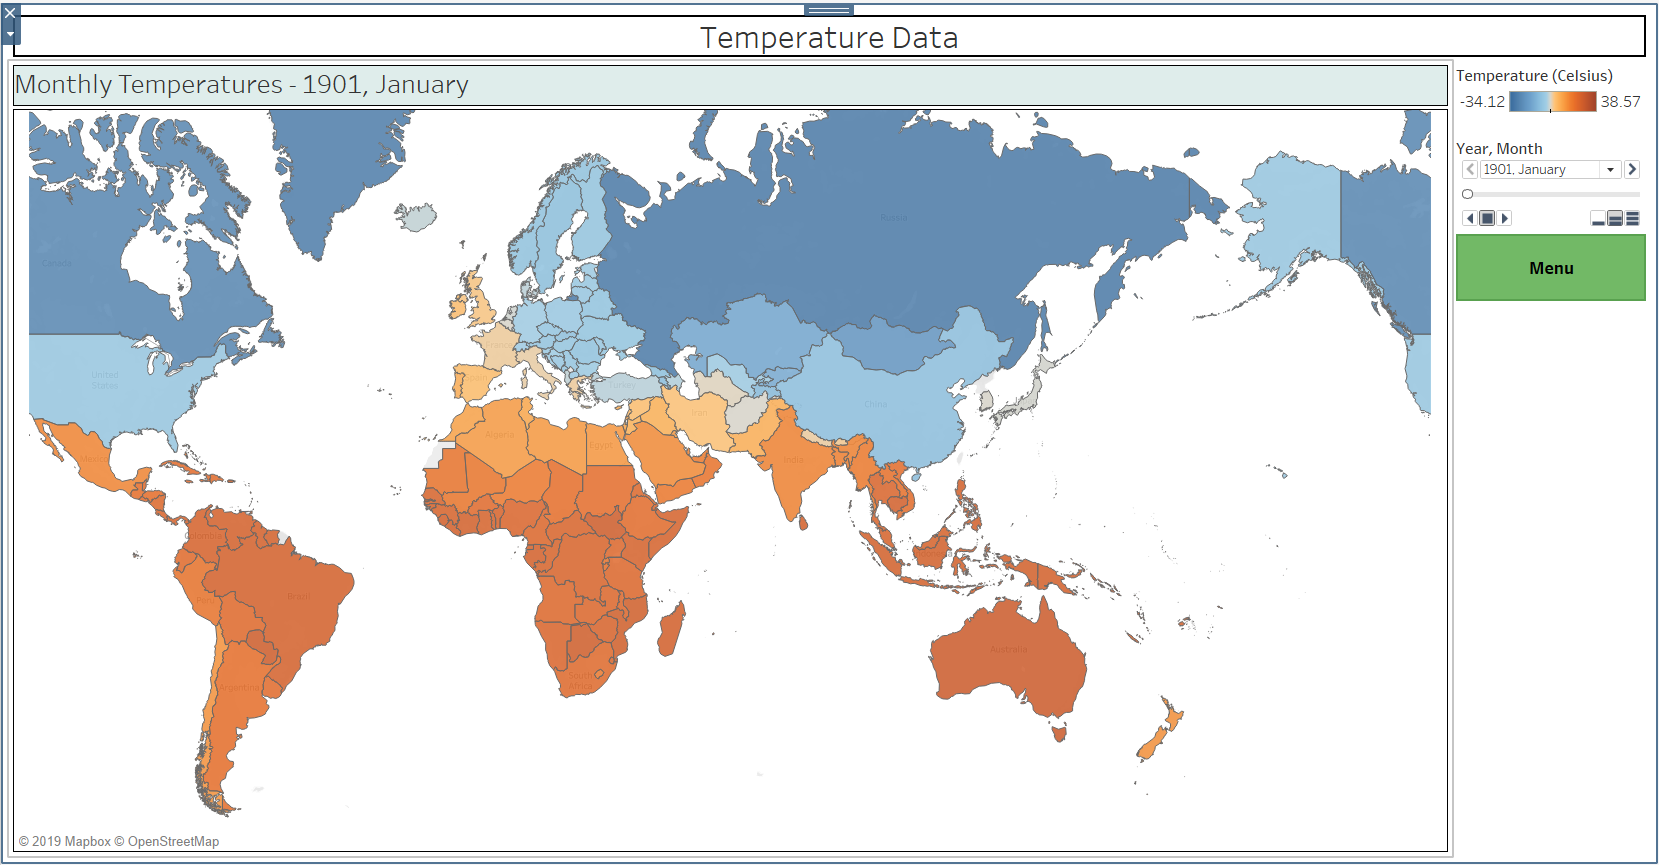 Temperature Data
Monthly Temperatures - 1901, January
Temperature (Celsius)
-34.12 38.57
Year, Month
1901, January
Menu
Canada
Russia
United
States
France
Turkey
Iran
China
Algeria
Egypt
Mexico
India
Colombia
Brazil
Peru
Australia
South
Africa
Argentina
© 2019 Mapbox © OpenStreetMap